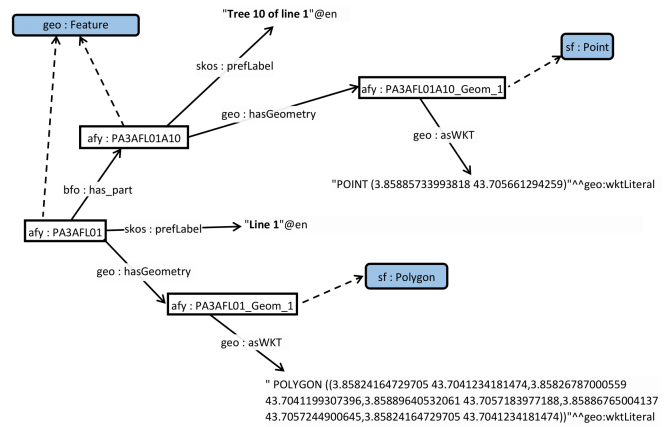 geo : Feature
"Tree 10 of line 1"@en
sf : Point
skos : prefLabel
afy : PA3AFL01A10_Geom_1
geo : hasGeometry
afy : PA3AFL01A10
geo : asWKT
"POINT (3.85885733993818 43.705661294259)"^^geo:wktLiteral
bfo : has_part
afy : PA3AFL01
skos : prefLabel
"Line 1"@en
geo : hasGeometry
sf : Polygon
afy : PA3AFL01_Geom_1
geo : asWKT
" POLYGON ((3.85824164729705 43.7041234181474,3.85826787000559
43.7041199307396,3.85889640532061 43.7057183977188,3.85886765004137
43.7057244900645,3.85824164729705 43.7041234181474))"^^geo:wktLiteral